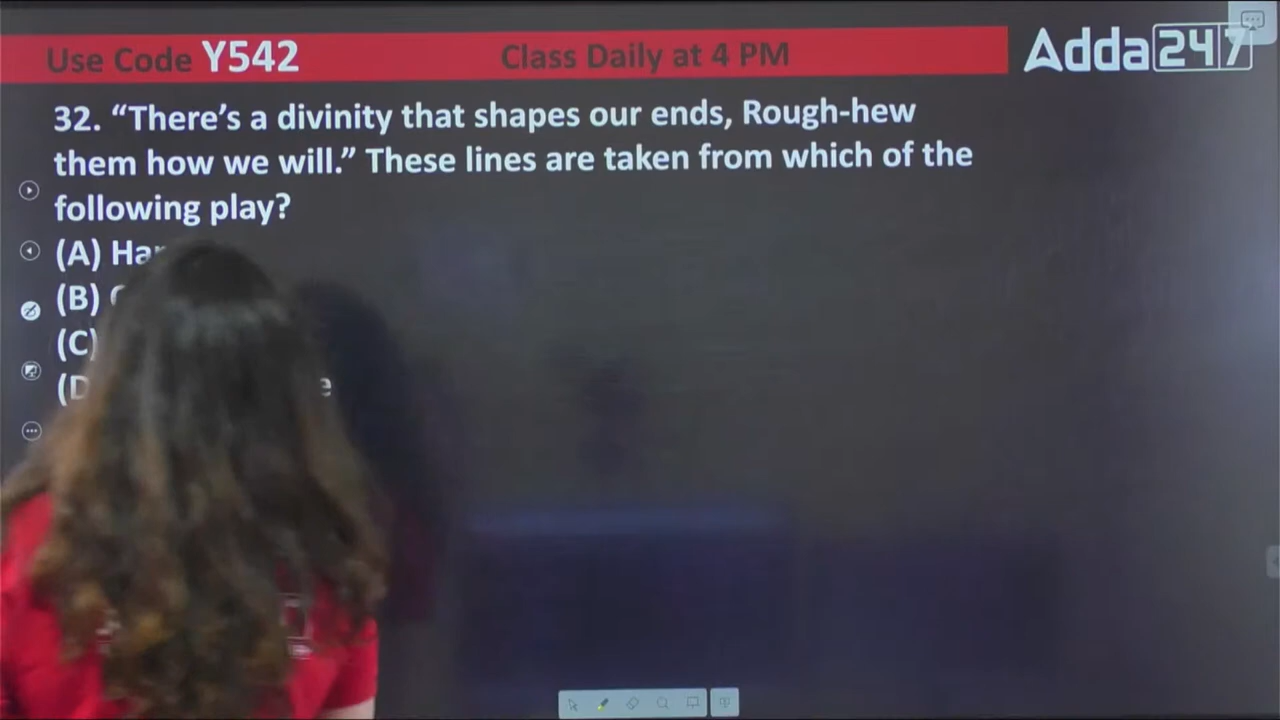 Use Code Y542 Class Daily at 4 PM
Adda247
32. “There’s a divinity that shapes our ends, Rough-hew
them how we will.” These lines are taken from which of the
following play?
(A)
(B)
(C)